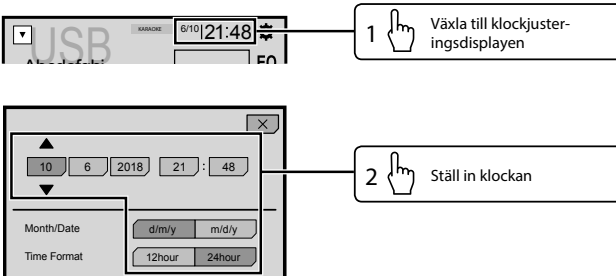 USB
KARAOKE
6/10 21:48
1 Växla till klockjuster-
ingsdisplayen
10 6 2018 21 : 48
2 Ställ in klockan
Month/Date d/m/y m/d/y
Time Format 12hour 24hour